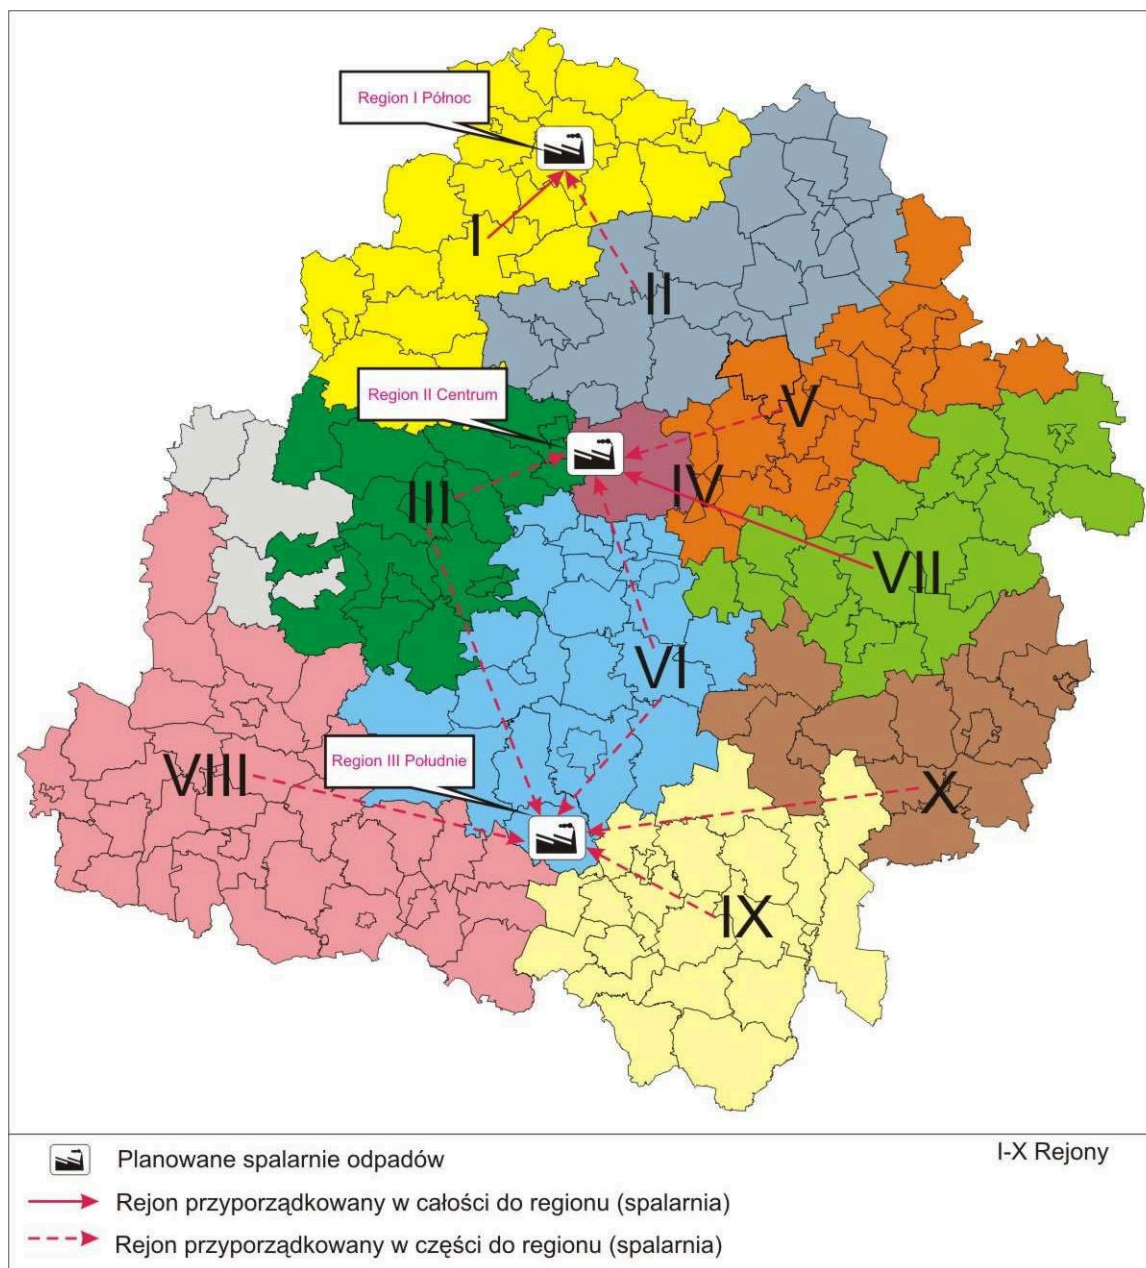 Region I Północ
I
II
Region II Centrum
V
III
IV
VII
VI
Region III Południe
VIII
X
IX
Planowane spalarnie odpadów
I-X Rejony
Rejon przyporządkowany w całości do regionu (spalarnia)
Rejon przyporządkowany w części do regionu (spalarnia)